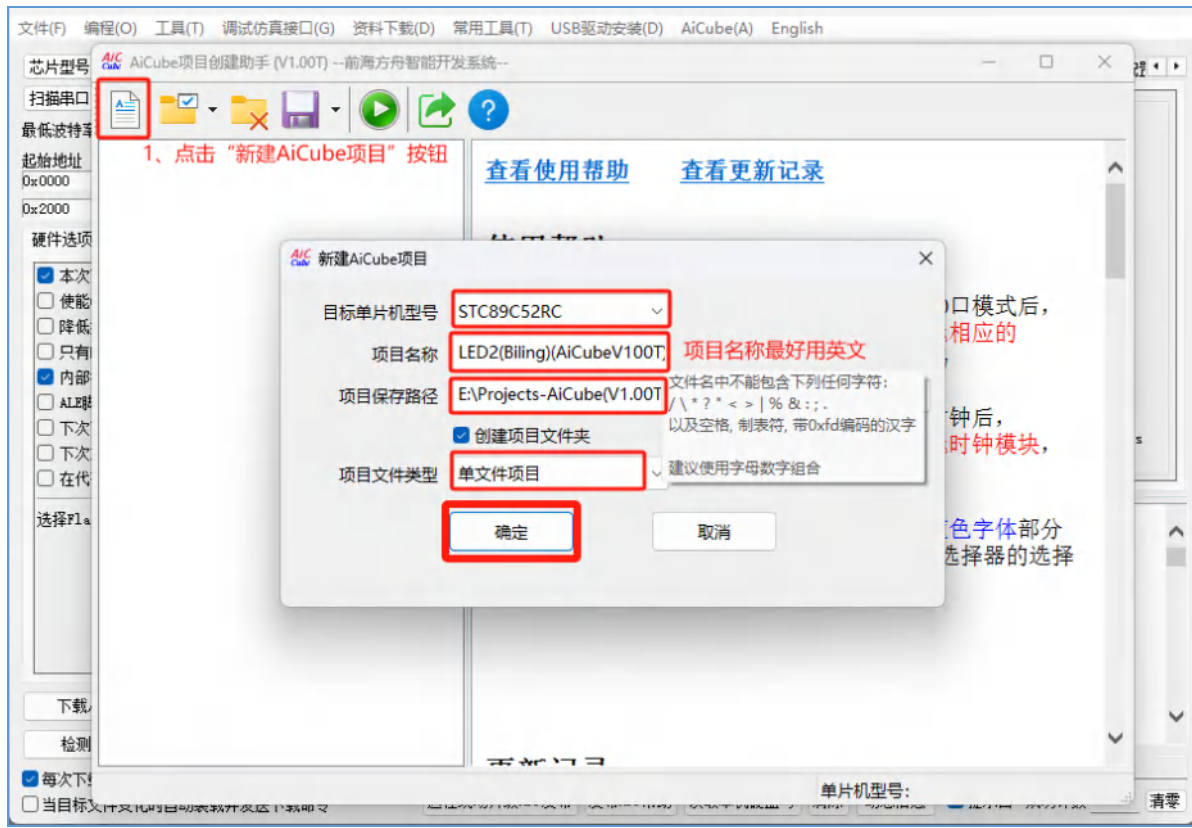 文件(F) 编程(O) 工具(T) 调试仿真接口(G) 资料下载(D) 常用工具(T) USB驱动安装(D) AiCube(A) English
芯片型号
AiCube项目创建助手 (V1.00T) --前海方舟智能开发系统--
扫描串口
最低波特率
1、点击“新建AiCube项目”按钮
查看使用帮助 查看更新记录
起始地址
0x0000
0x2000
硬件选项
新建AiCube项目
本次
使能
目标单片机型号 STC89C52RC
口模式后，
降低
相应的
只有
项目名称 LED2(Biling)(AiCubeV100T)
项目名称最好用英文
内部
项目保存路径 E:\Projects-AiCube(V1.00T
文件名中不能包含下列任何字符:
/ \ * ? " < > | % & : ; .
以及空格, 制表符, 带0xfd编码的汉字
建议使用字母数字组合
ALE脚
下次
创建项目文件夹
钟后，
下次
时钟模块，
在代
项目文件类型 单文件项目
选择Fla
确定 取消
色字体部分
选择器的选择
下载
检测
更新记录
每次下
单片机型号:
当目标文件变化时自动装载并发送下载命令
清零